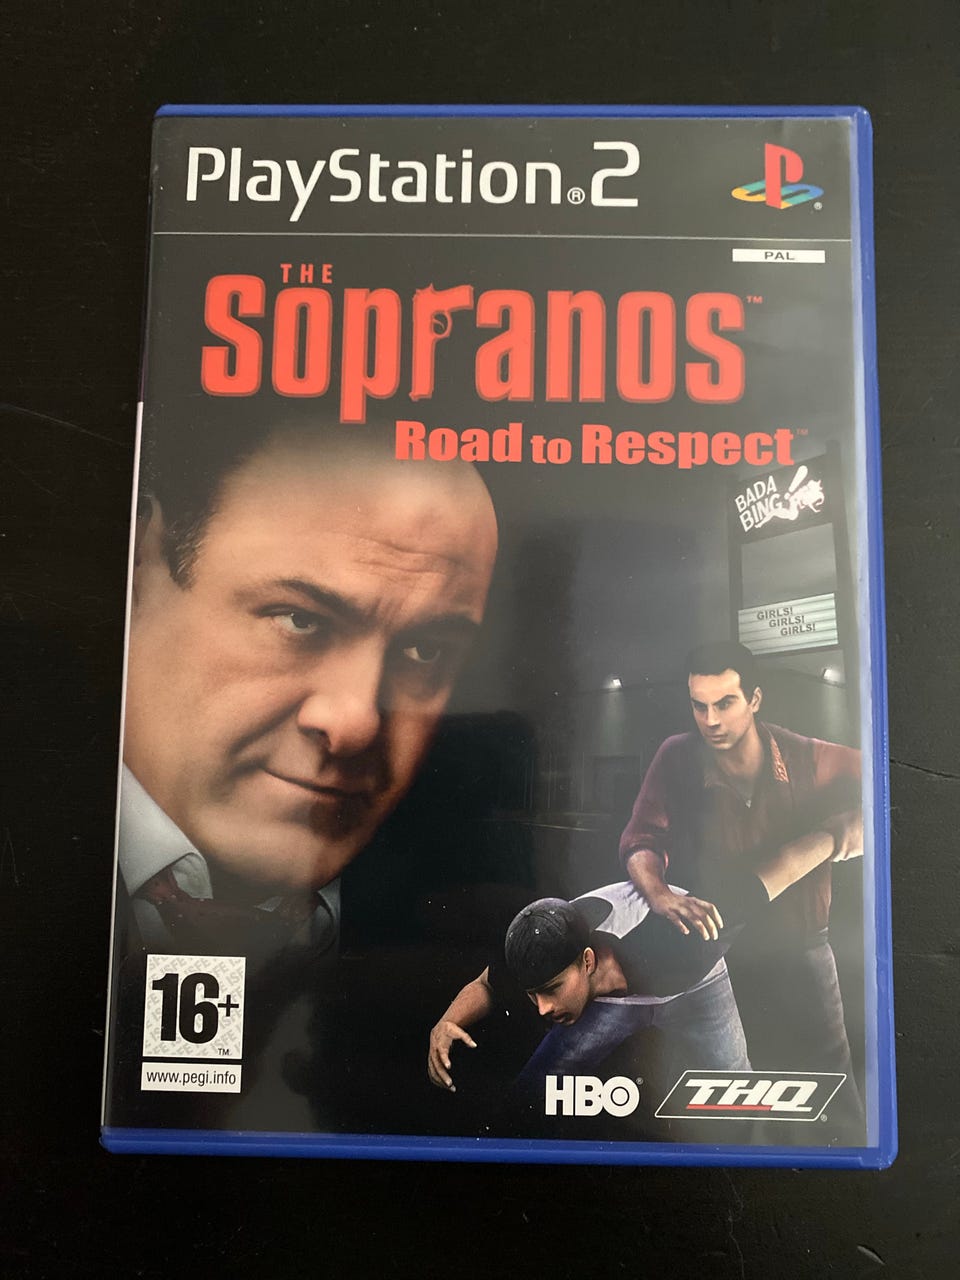 PlayStation®2
PAL
THE
Sopranos™
Road to Respect™
BADA
BING!
GIRLS!
GIRLS!
GIRLS!
16+
TM
www.pegi.info
HBO®
THQ®